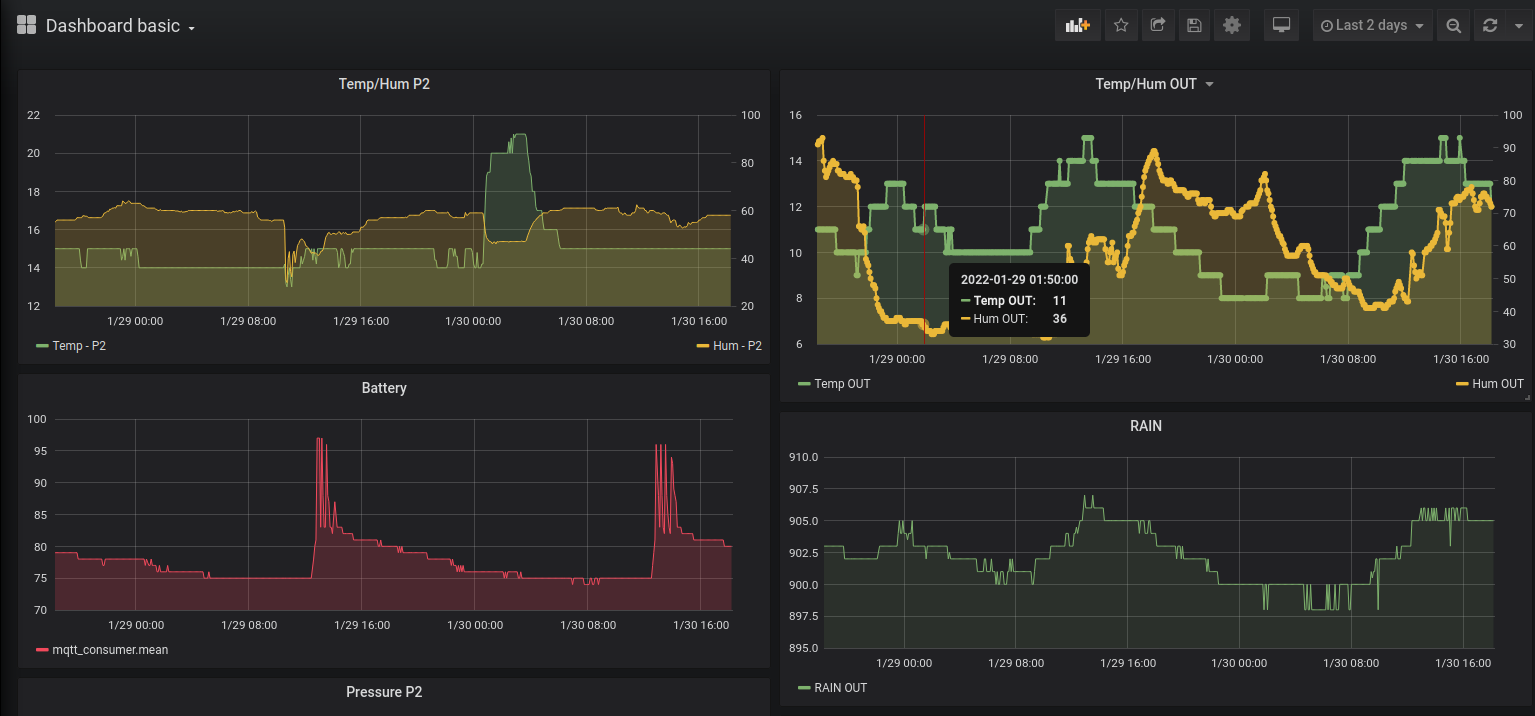 Dashboard basic
Last 2 days
Temp/Hum P2
22
20
18
16
14
12
100
80
60
40
20
1/29 00:00 1/29 08:00 1/29 16:00 1/30 00:00 1/30 08:00 1/30 16:00
Temp - P2 Hum - P2
Temp/Hum OUT
16
14
12
10
8
6
100
90
80
70
60
50
40
30
2022-01-29 01:50:00
Temp OUT: 11
Hum OUT: 36
1/29 00:00 1/29 08:00 1/29 16:00 1/30 00:00 1/30 08:00 1/30 16:00
Temp OUT Hum OUT
Battery
100
95
90
85
80
75
70
1/29 00:00 1/29 08:00 1/29 16:00 1/30 00:00 1/30 08:00 1/30 16:00
mqtt_consumer.mean
RAIN
910.0
907.5
905.0
902.5
900.0
897.5
895.0
1/29 00:00 1/29 08:00 1/29 16:00 1/30 00:00 1/30 08:00 1/30 16:00
RAIN OUT
Pressure P2